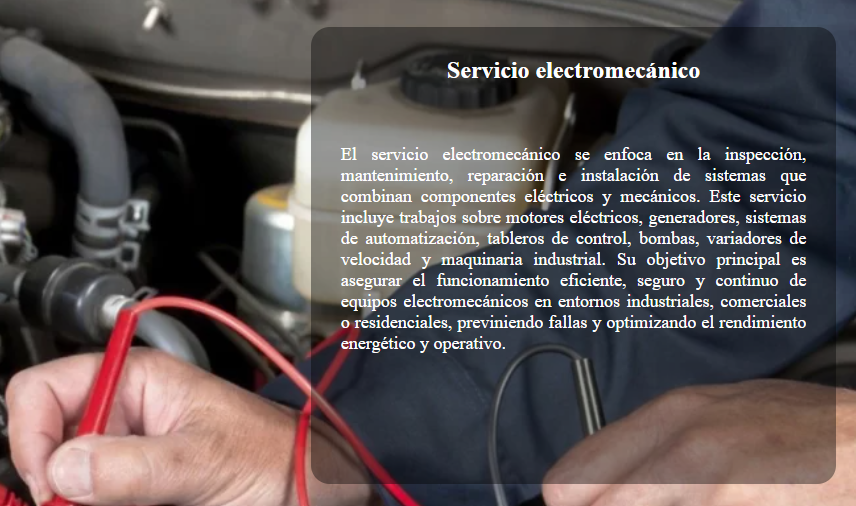 Servicio electromecánico
El servicio electromecánico se enfoca en la inspección,
mantenimiento, reparación e instalación de sistemas que
combinan componentes eléctricos y mecánicos. Este servicio
incluye trabajos sobre motores eléctricos, generadores, sistemas
de automatización, tableros de control, bombas, variadores de
velocidad y maquinaria industrial. Su objetivo principal es
asegurar el funcionamiento eficiente, seguro y continuo de
equipos electromecánicos en entornos industriales, comerciales
o residenciales, previniendo fallas y optimizando el rendimiento
energético y operativo.